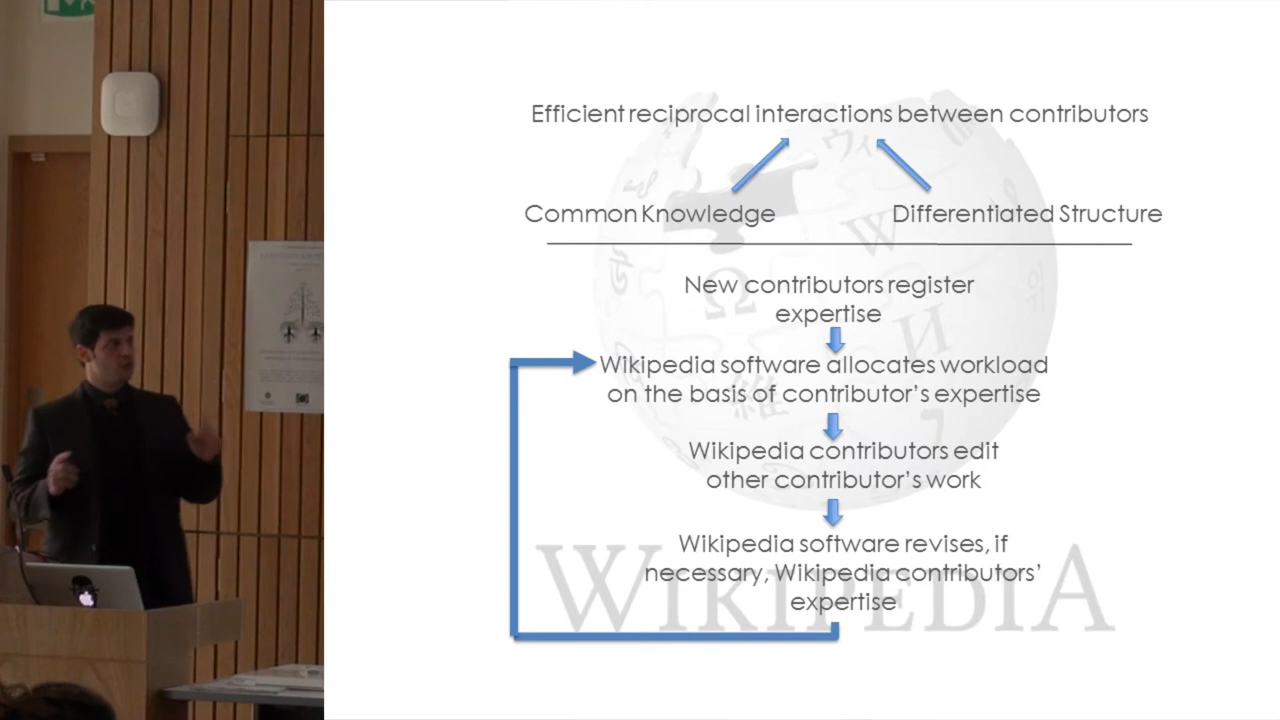 Efficient reciprocal interactions between contributors
Common Knowledge
Differentiated Structure
New contributors register
expertise
Wikipedia software allocates workload
on the basis of contributor's expertise
Wikipedia contributors edit
other contributor's work
Wikipedia software revises, if
necessary, Wikipedia contributors'
expertise
WIKIPEDIA